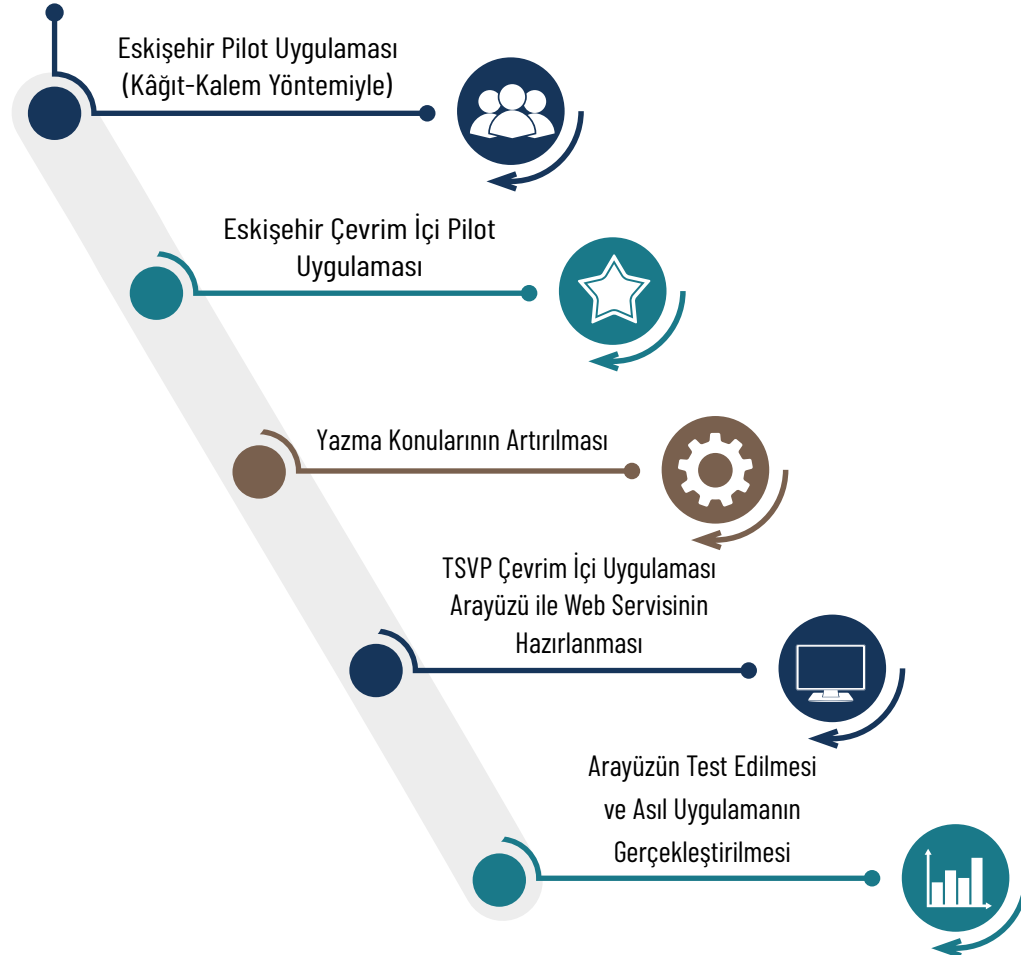 Eskişehir Pilot Uygulaması
(Kâğıt-Kalem Yöntemiyle)
Eskişehir Çevrim İçi Pilot
Uygulaması
Yazma Konularının Artırılması
TSVP Çevrim İçi Uygulaması
Arayüzü ile Web Servisinin
Hazırlanması
Arayüzün Test Edilmesi
ve Asıl Uygulamanın
Gerçekleştirilmesi